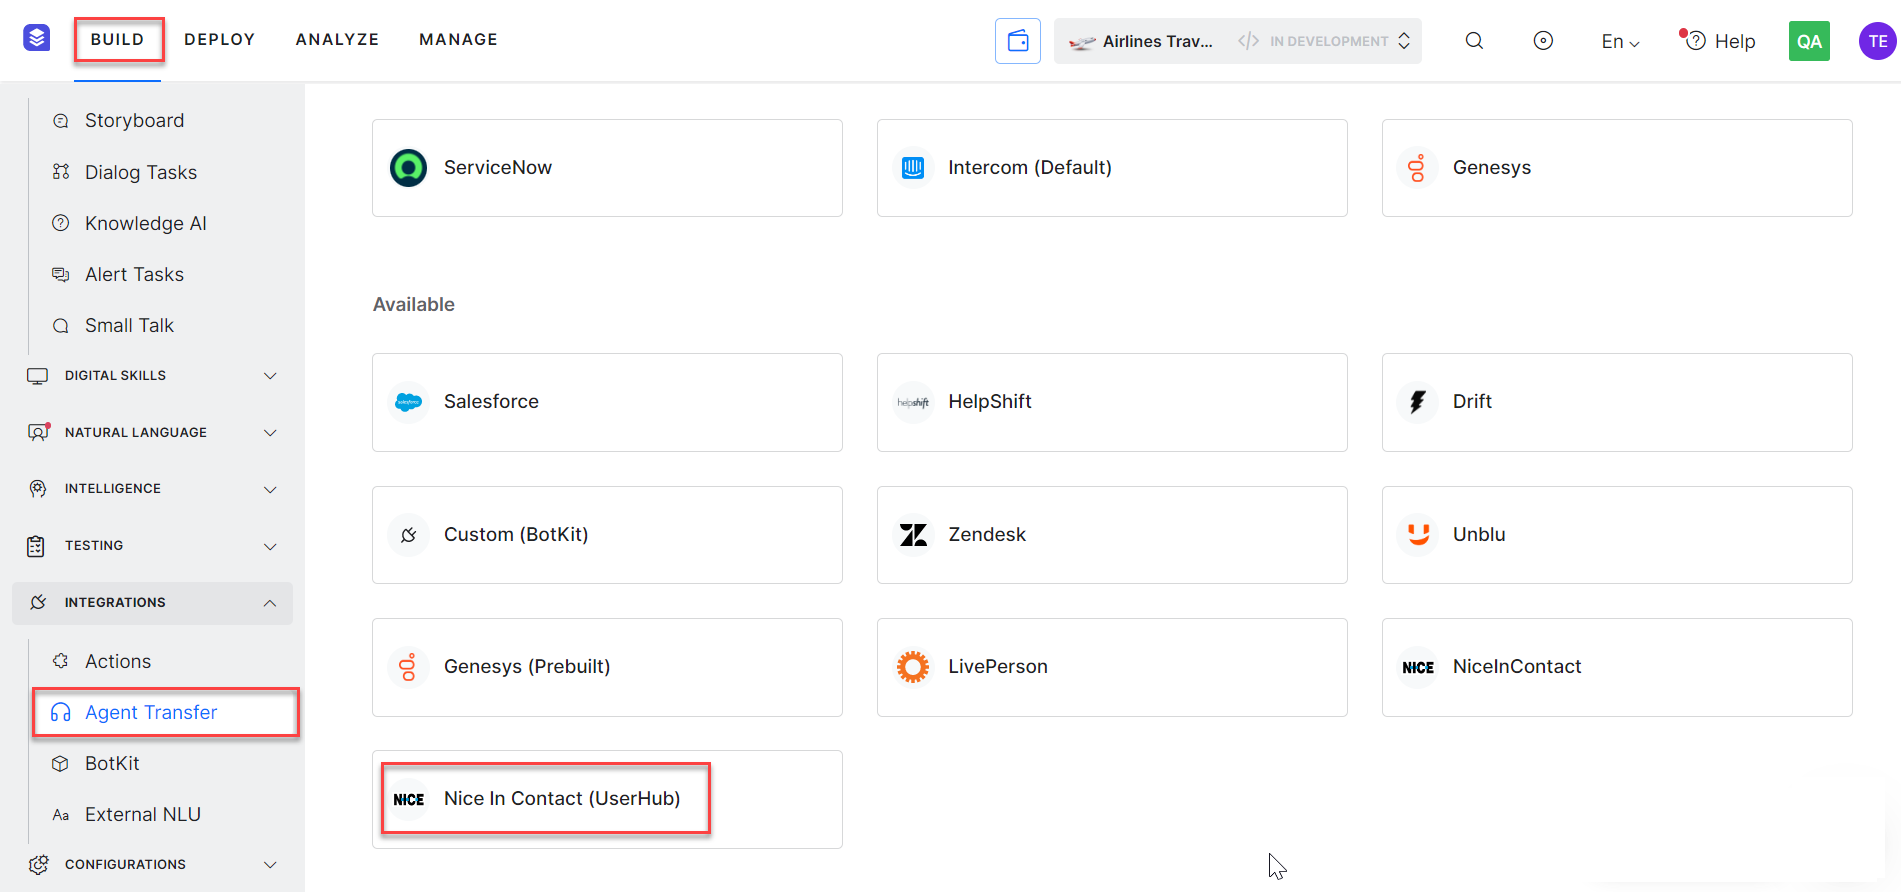 BUILD DEPLOY ANALYZE MANAGE Airlines Trav... </> IN DEVELOPMENT En Help QA TE
Storyboard
Dialog Tasks
Knowledge AI
Alert Tasks
Small Talk
DIGITAL SKILLS
NATURAL LANGUAGE
INTELLIGENCE
TESTING
INTEGRATIONS
Actions
Agent Transfer
BotKit
Aa External NLU
CONFIGURATIONS
ServiceNow
Intercom (Default)
Genesys
Available
salesforce Salesforce
helpshift HelpShift
Drift
Custom (BotKit)
Zendesk
Unblu
Genesys (Prebuilt)
LivePerson
NICE NiceInContact
NICE Nice In Contact (UserHub)